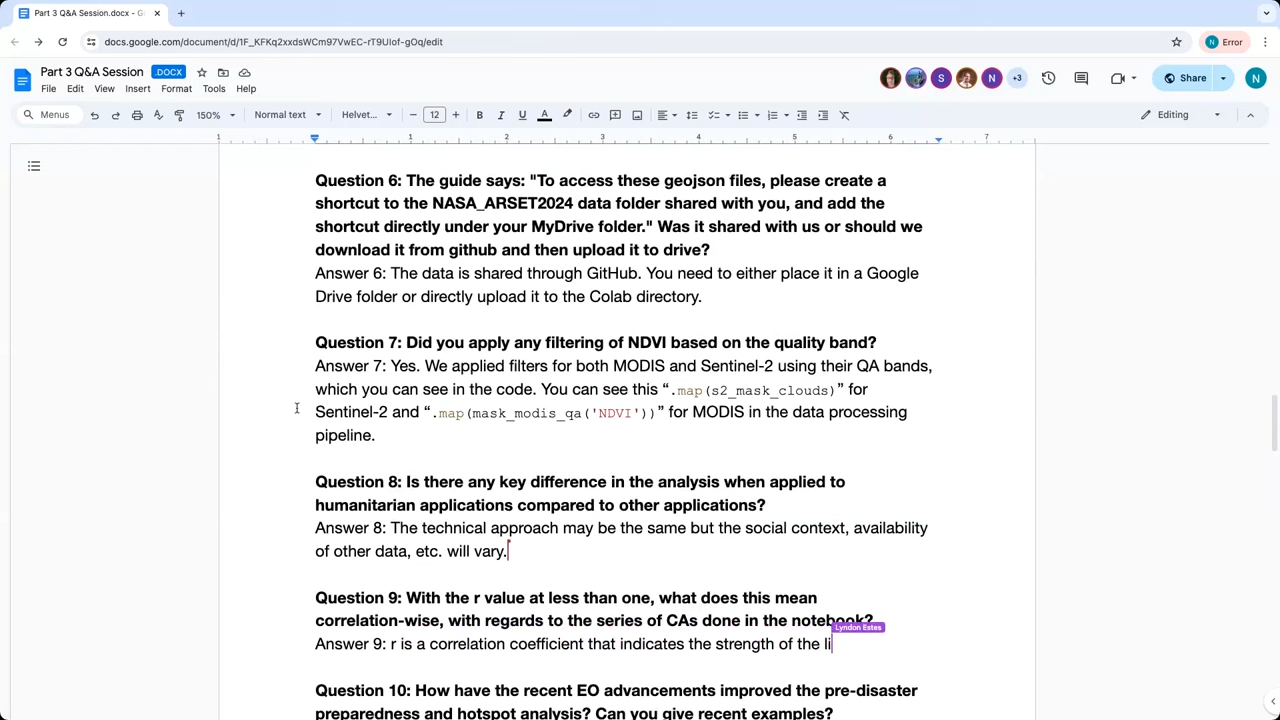 Part 3 Q&A Session.docx - G
docs.google.com/document/d/1F_KFKq2xxdsWCm97VwEC-rT9UIof-gOq/edit
N Error
Part 3 Q&A Session .DOCX
S N +3 Share N
File Edit View Insert Format Tools Help
Menus 150% Normal text Helvet... 12 B I U A Editing
1 1 2 3 4 5 6 7
Question 6: The guide says: "To access these geojson files, please create a
shortcut to the NASA_ARSET2024 data folder shared with you, and add the
shortcut directly under your MyDrive folder." Was it shared with us or should we
download it from github and then upload it to drive?
Answer 6: The data is shared through GitHub. You need to either place it in a Google
Drive folder or directly upload it to the Colab directory.
Question 7: Did you apply any filtering of NDVI based on the quality band?
Answer 7: Yes. We applied filters for both MODIS and Sentinel-2 using their QA bands,
which you can see in the code. You can see this “.map(s2_mask_clouds)” for
Sentinel-2 and “.map(mask_modis_qa('NDVI'))” for MODIS in the data processing
pipeline.
Question 8: Is there any key difference in the analysis when applied to
humanitarian applications compared to other applications?
Answer 8: The technical approach may be the same but the social context, availability
of other data, etc. will vary.
Question 9: With the r value at less than one, what does this mean
correlation-wise, with regards to the series of CAs done in the notebook?
Lyndon Estes
Answer 9: r is a correlation coefficient that indicates the strength of the li
Question 10: How have the recent EO advancements improved the pre-disaster
preparedness and hotspot analysis? Can you give recent examples?